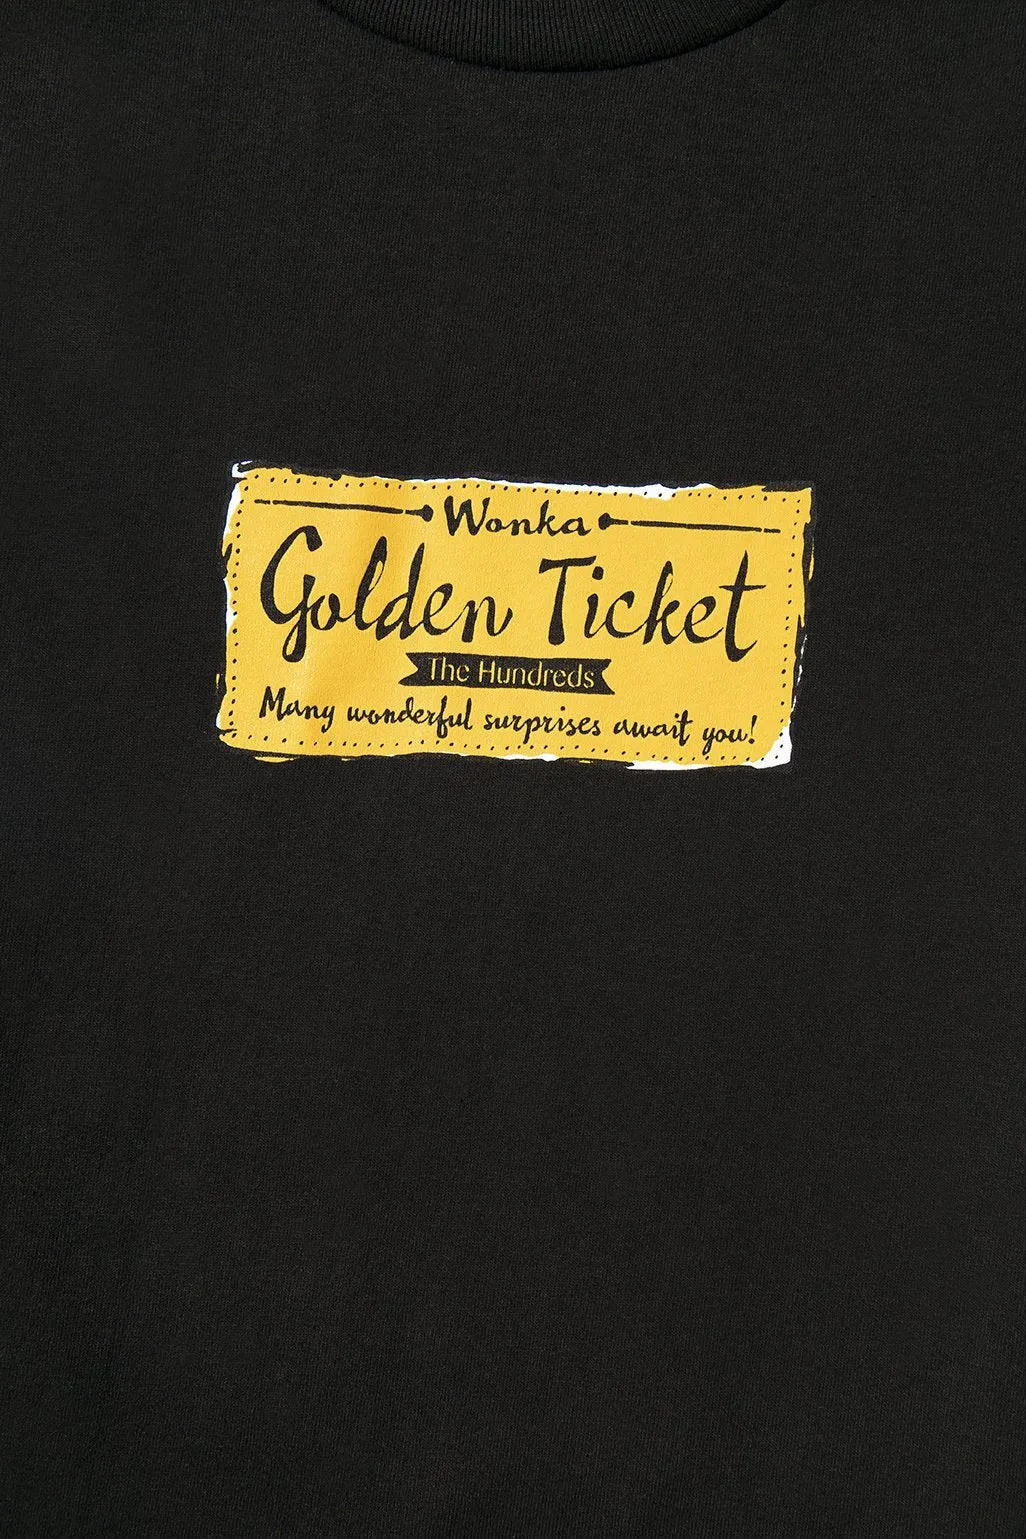 Wonka
Golden Ticket
The Hundreds
Many wonderful surprises await you!